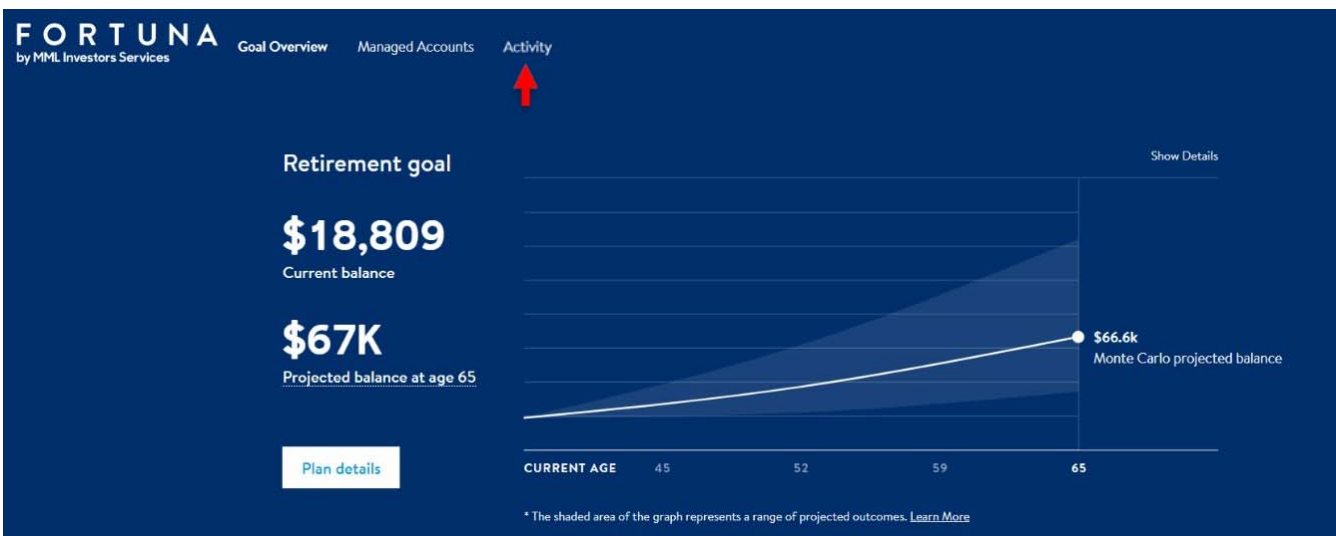 FORTUNA
by MML Investors Services
Goal Overview Managed Accounts Activity
Retirement goal
Show Details
$18,809
Current balance
$67K
Projected balance at age 65
$66.6k
Monte Carlo projected balance
Plan details
CURRENT AGE 45 52 59 65
* The shaded area of the graph represents a range of projected outcomes. Learn More